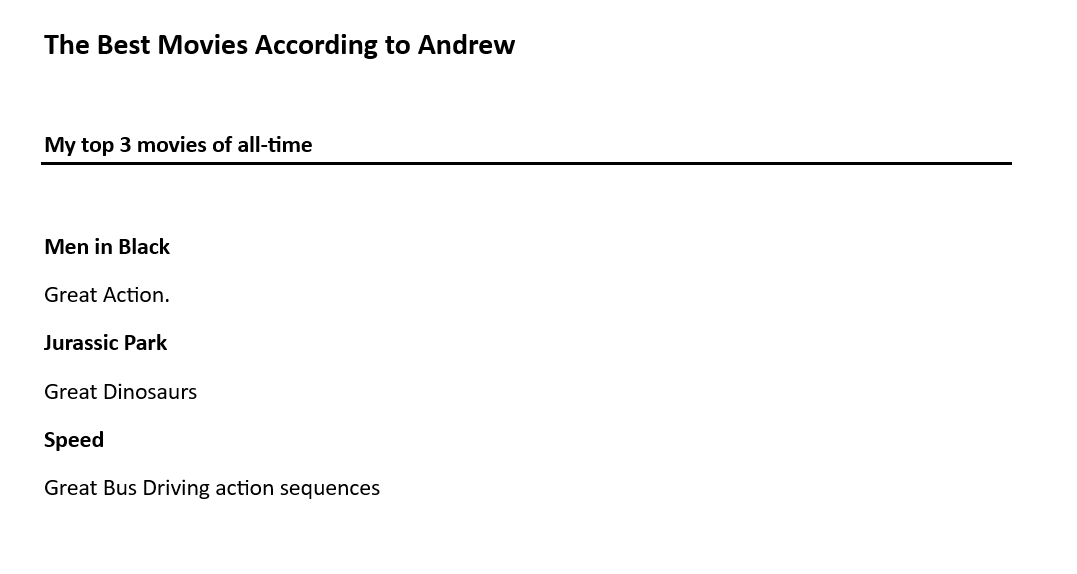 The Best Movies According to Andrew
My top 3 movies of all-time
Men in Black
Great Action.
Jurassic Park
Great Dinosaurs
Speed
Great Bus Driving action sequences